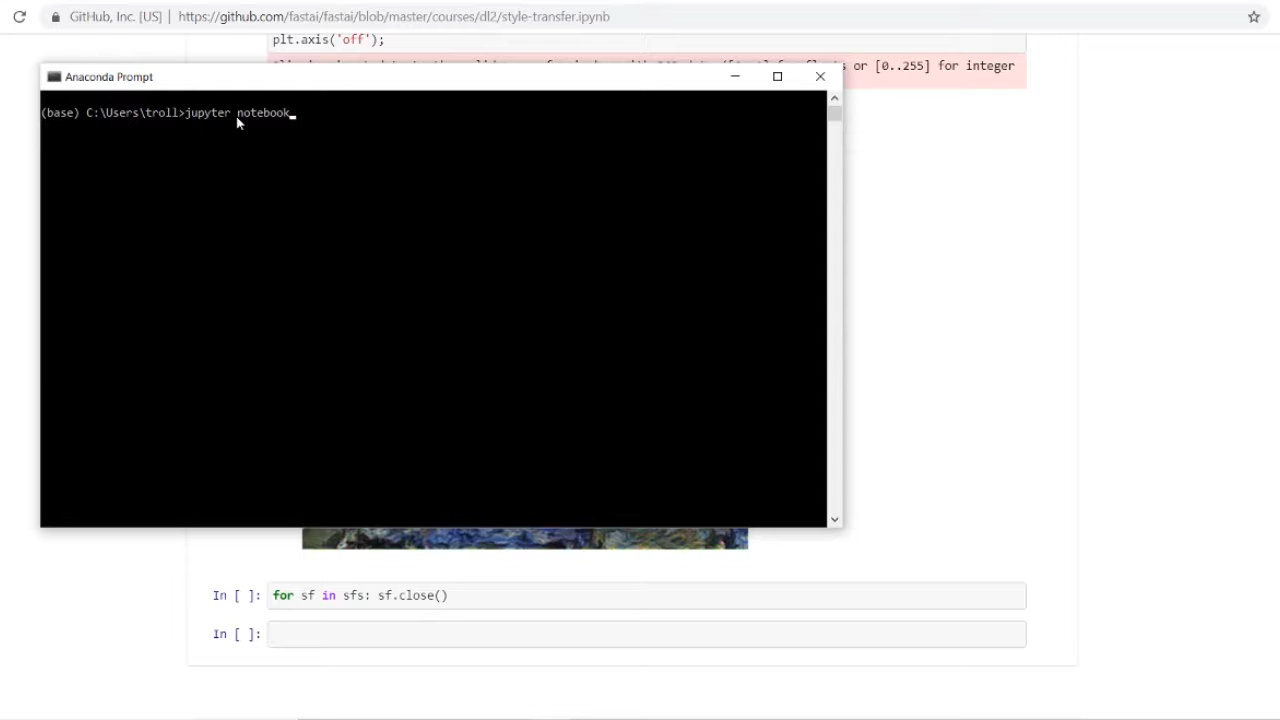 GitHub, Inc. [US] | https://github.com/fastai/fastai/blob/master/courses/dl2/style-transfer.ipynb
plt.axis('off');
or [0..255] for integer
Anaconda Prompt
(base) C:\Users\troll>jupyter notebook
In [ ]: for sf in sfs: sf.close()
In [ ]: